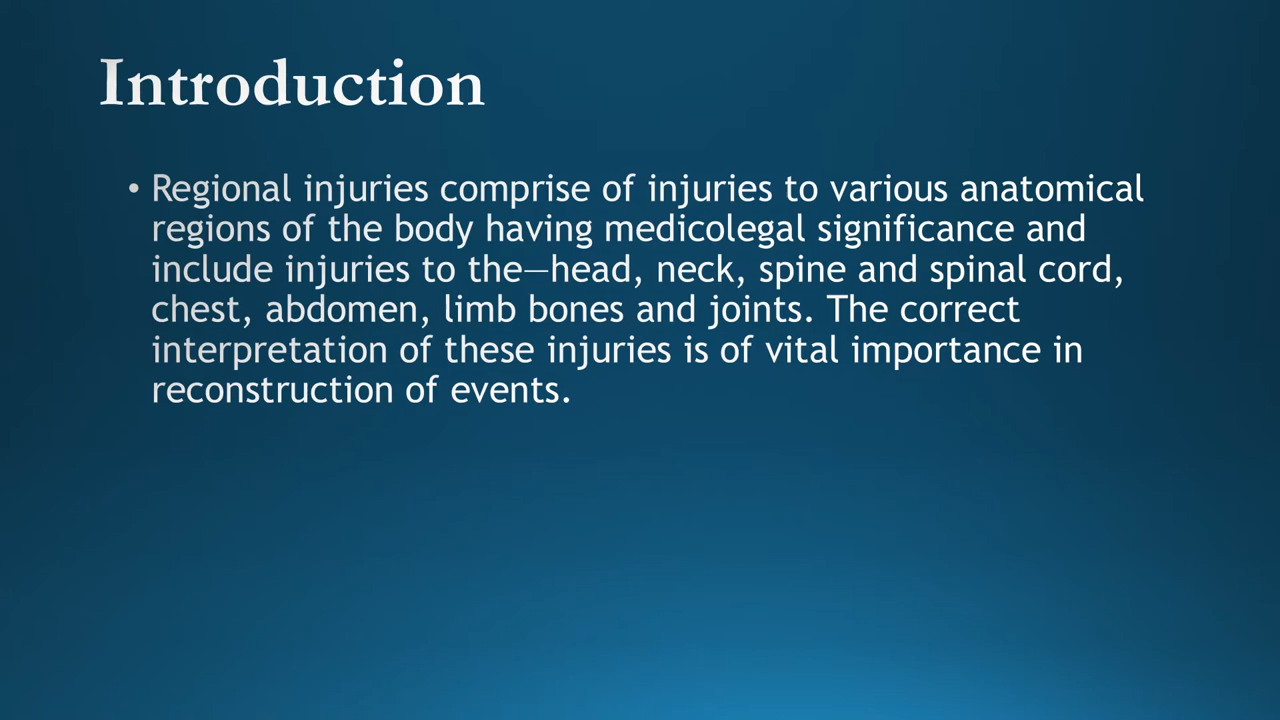 Introduction
• Regional injuries comprise of injuries to various anatomical
regions of the body having medicolegal significance and
include injuries to the—head, neck, spine and spinal cord,
chest, abdomen, limb bones and joints. The correct
interpretation of these injuries is of vital importance in
reconstruction of events.